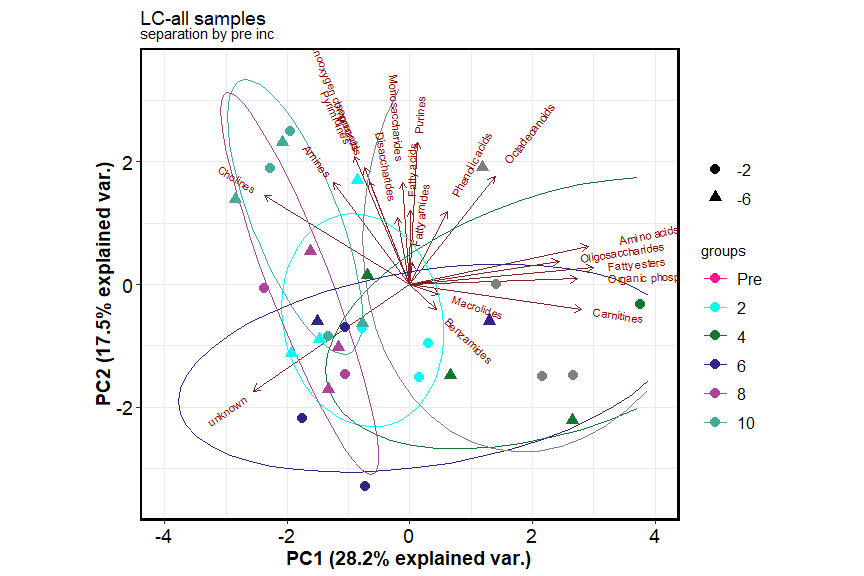 LC-all samples
separation by pre inc
Monosaccharides
Purines
Pyrimidines
Disaccharides
Fatty acids
Phenolic acids
Octadecanoids
Amines
Cholines
Fatty amides
Amino acids
Oligosaccharides
Fatty esters
Organic phosp
Macrolides
Carnitines
Benzamides
unknown
2
0
-2
-4
-2
0
2
4
PC1 (28.2% explained var.)
PC2 (17.5% explained var.)
-2
-6
groups
Pre
2
4
6
8
10